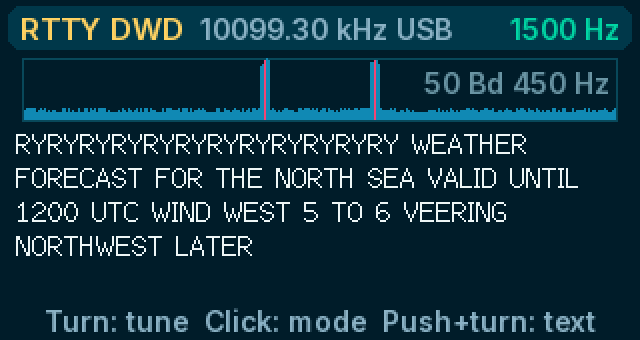 RTTY DWD 10099.30 kHz USB 1500 Hz
50 Bd 450 Hz
RYRYRYRYRYRYRYRYRYRYRYRY WEATHER
FORECAST FOR THE NORTH SEA VALID UNTIL
1200 UTC WIND WEST 5 TO 6 VEERING
NORTHWEST LATER
Turn: tune Click: mode Push+turn: text